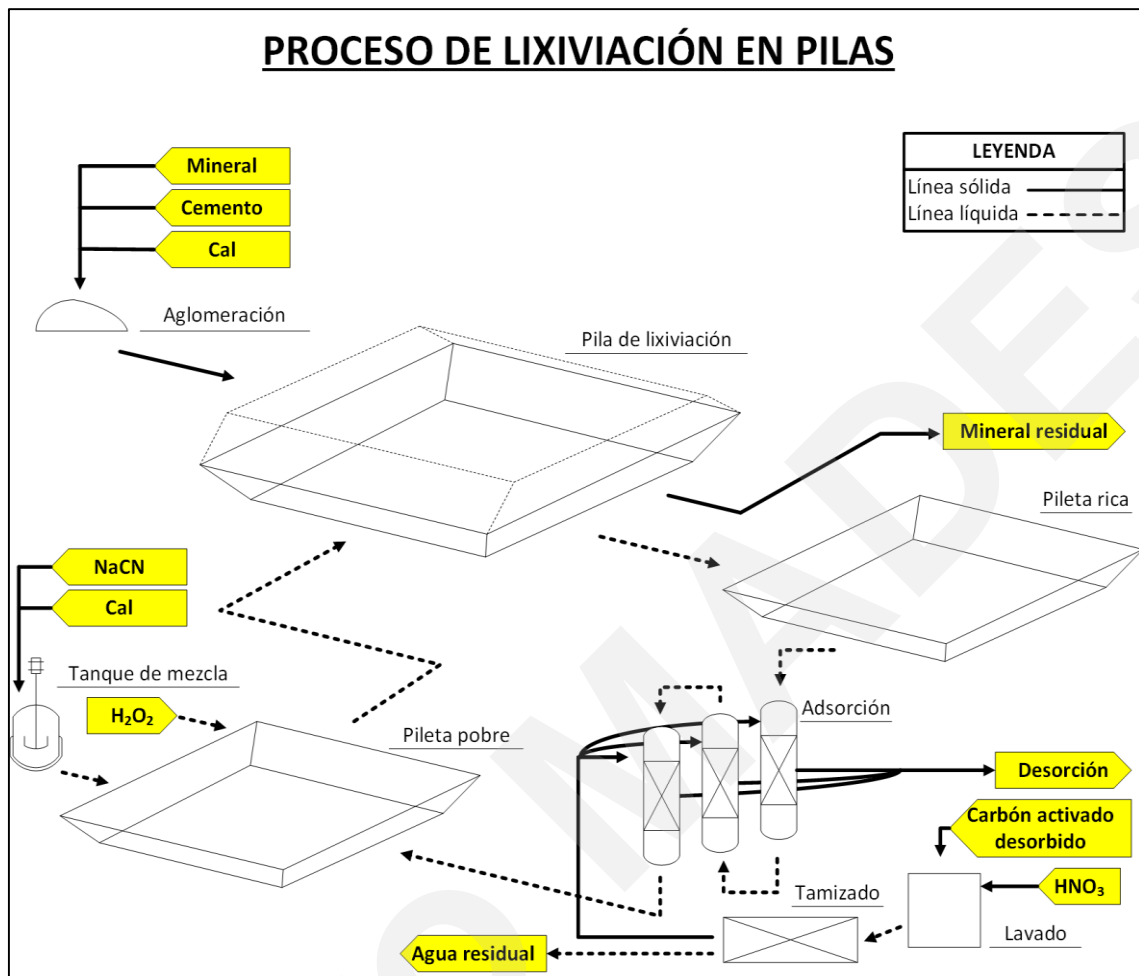 PROCESO DE LIXIVIACIÓN EN PILAS
LEYENDA
Línea sólida
Línea líquida
Mineral
Cemento
Cal
Aglomeración
Pila de lixiviación
Mineral residual
Pileta rica
NaCN
Cal
Tanque de mezcla
H₂O₂
Pileta pobre
Adsorción
Desorción
Carbón activado
desorbido
HNO₃
Tamizado
Lavado
Agua residual
MADES